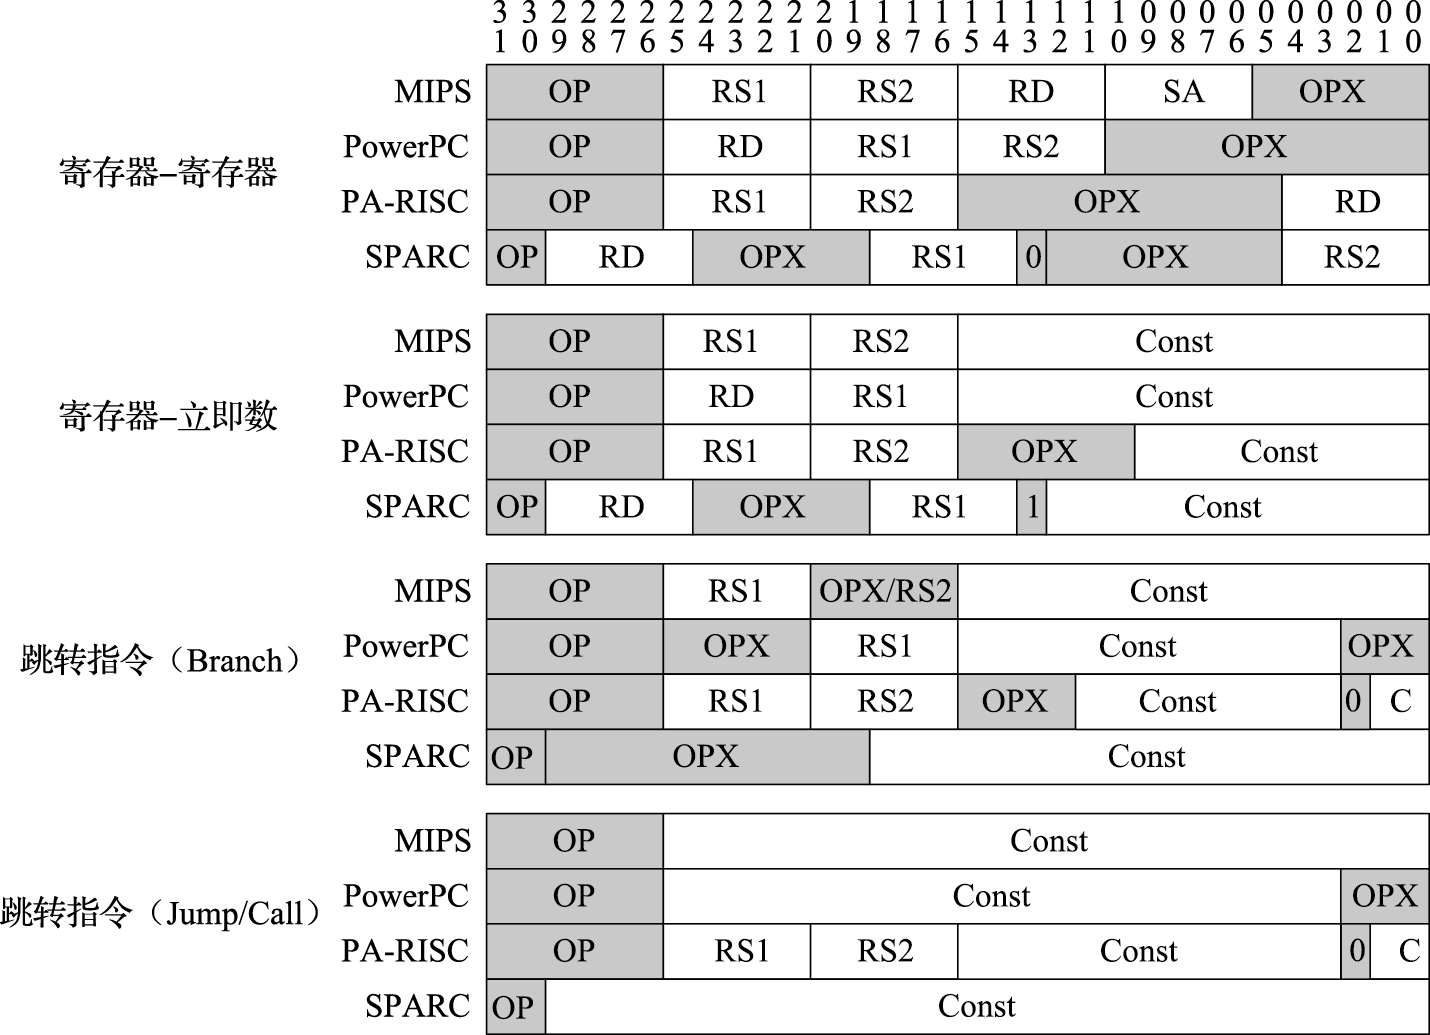 3 3 2 2 2 2 2 2 2 2 2 2 1 1 1 1 1 1 1 1 1 1 0 0 0 0 0 0 0 0 0 0
1 0 9 8 7 6 5 4 3 2 1 0 9 8 7 6 5 4 3 2 1 0 9 8 7 6 5 4 3 2 1 0
寄存器–寄存器
MIPS OP RS1 RS2 RD SA OPX
PowerPC OP RD RS1 RS2 OPX
PA-RISC OP RS1 RS2 OPX RD
SPARC OP RD OPX RS1 0 OPX RS2
寄存器–立即数
MIPS OP RS1 RS2 Const
PowerPC OP RD RS1 Const
PA-RISC OP RS1 RS2 OPX Const
SPARC OP RD OPX RS1 1 Const
跳转指令（Branch）
MIPS OP RS1 OPX/RS2 Const
PowerPC OP OPX RS1 Const OPX
PA-RISC OP RS1 RS2 OPX Const 0 C
SPARC OP OPX Const
跳转指令（Jump/Call）
MIPS OP Const
PowerPC OP Const OPX
PA-RISC OP RS1 RS2 Const 0 C
SPARC OP Const